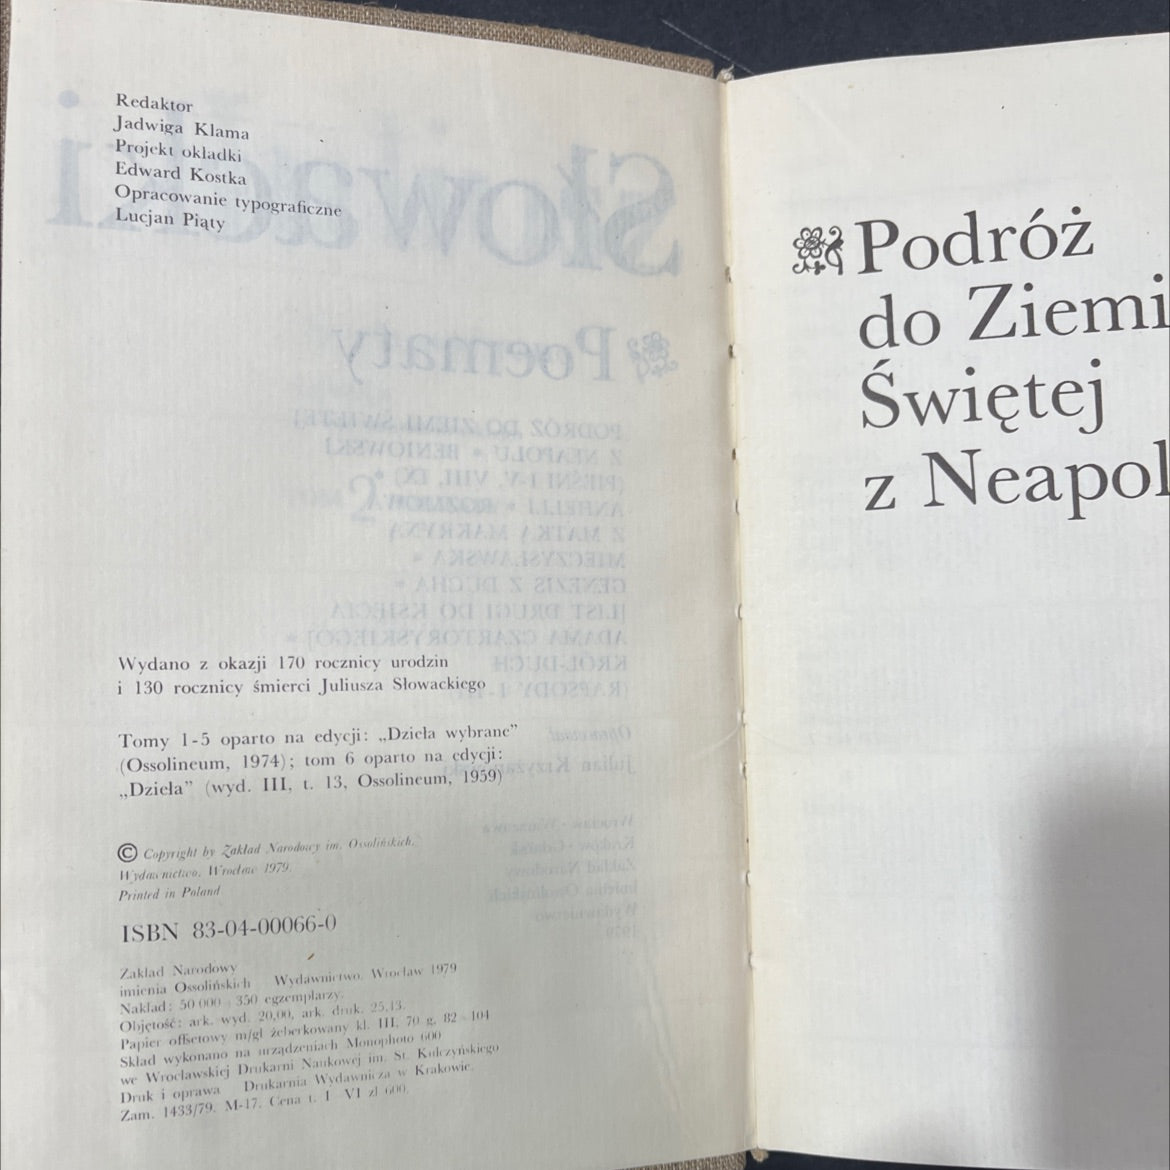 Redaktor
Jadwiga Klama
Projekt okładki
Edward Kostka
Opracowanie typograficzne
Lucjan Piąty
Wydano z okazji 170 rocznicy urodzin
i 130 rocznicy śmierci Juliusza Słowackiego
Tomy 1-5 oparto na edycji: „Dzieła wybrane”
(Ossolineum, 1974); tom 6 oparto na edycji:
„Dzieła” (wyd. III, t. 13, Ossolineum, 1959)
© Copyright by Zakład Narodowy im. Ossolińskich.
Wydawnictwo. Wrocław 1979.
Printed in Poland
ISBN 83-04-00066-0
Zakład Narodowy
imienia Ossolińskich Wydawnictwo. Wrocław 1979
Nakład: 50 000 350 egzemplarzy.
Objętość: ark. wyd. 20,00, ark. druk. 25,13.
Papier offsetowy m/gł żeberkowany kl. III, 70 g, 82 104
Skład wykonano na urządzeniach Monophoto 600
we Wrocławskiej Drukarni Naukowej im. St. Kulczyńskiego
Druk i oprawa Drukarnia Wydawnicza w Krakowie.
Zam. 1433/79. M-17. Cena t. I VI zł 600.
Podróż
do Ziemi
Świętej
z Neapol